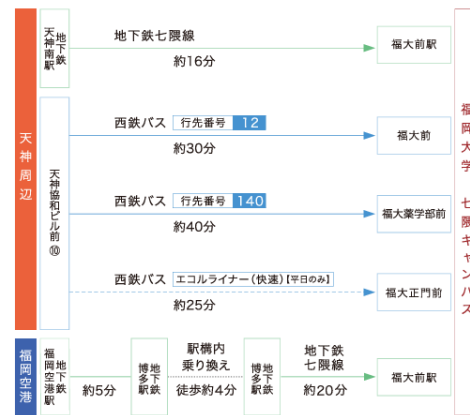 天神周辺
地下鉄
天神南駅
地下鉄七隈線
約16分
福大前駅
天神協和ビル前⑩
西鉄バス 行先番号 12
約30分
福大前
西鉄バス 行先番号 140
約40分
福大薬学部前
西鉄バス エコルライナー（快速）【平日のみ】
約25分
福大正門前
福岡空港
地下鉄
福岡空港駅
約5分
地下鉄
博多駅
駅構内
乗り換え
徒歩約4分
地下鉄
博多駅
地下鉄
七隈線
約20分
福大前駅
福岡大学 七隈キャンパス